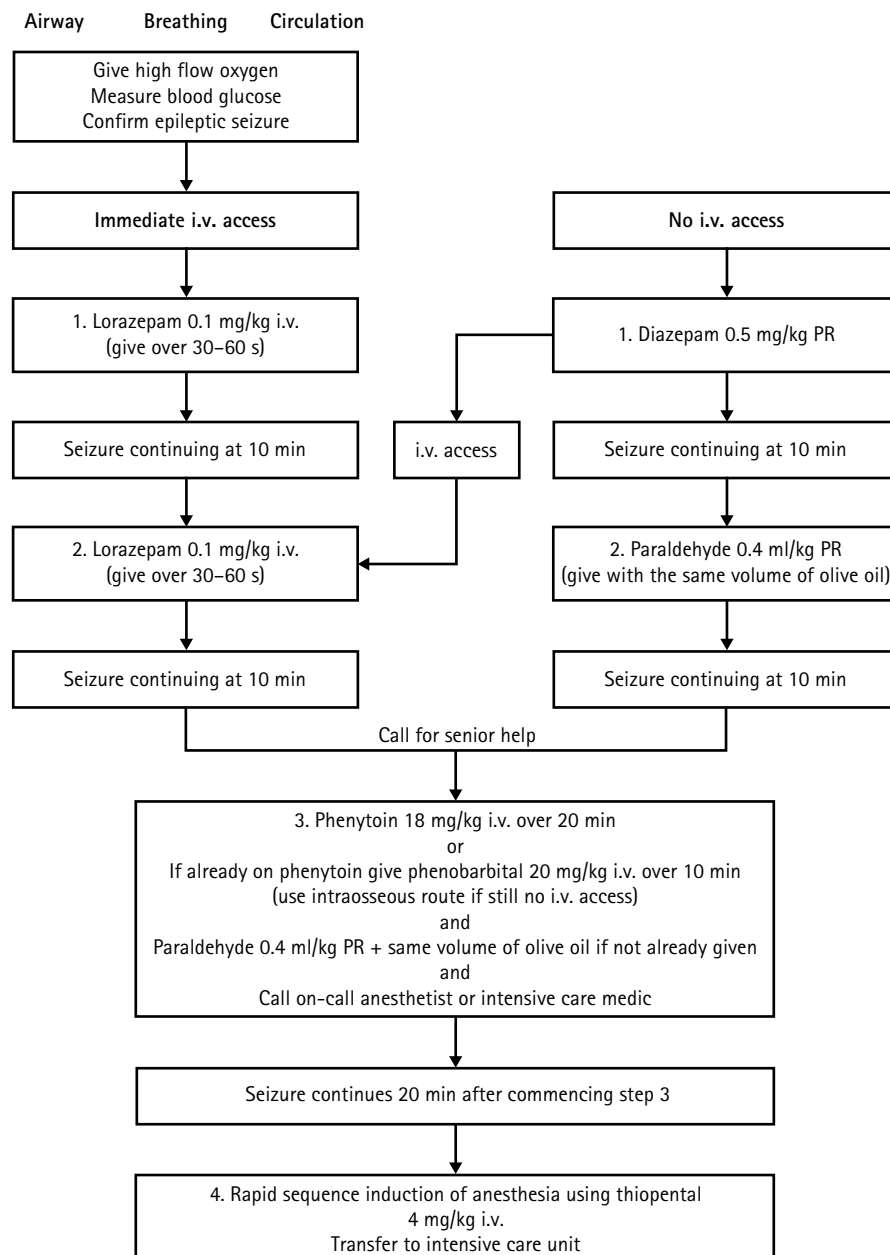 Airway Breathing Circulation
Give high flow oxygen
Measure blood glucose
Confirm epileptic seizure
Immediate i.v. access
No i.v. access
1. Lorazepam 0.1 mg/kg i.v.
(give over 30–60 s)
1. Diazepam 0.5 mg/kg PR
Seizure continuing at 10 min
i.v. access
Seizure continuing at 10 min
2. Lorazepam 0.1 mg/kg i.v.
(give over 30–60 s)
2. Paraldehyde 0.4 ml/kg PR
(give with the same volume of olive oil)
Seizure continuing at 10 min
Seizure continuing at 10 min
Call for senior help
3. Phenytoin 18 mg/kg i.v. over 20 min
or
If already on phenytoin give phenobarbital 20 mg/kg i.v. over 10 min
(use intraosseous route if still no i.v. access)
and
Paraldehyde 0.4 ml/kg PR + same volume of olive oil if not already given
and
Call on-call anesthetist or intensive care medic
Seizure continues 20 min after commencing step 3
4. Rapid sequence induction of anesthesia using thiopental
4 mg/kg i.v.
Transfer to intensive care unit